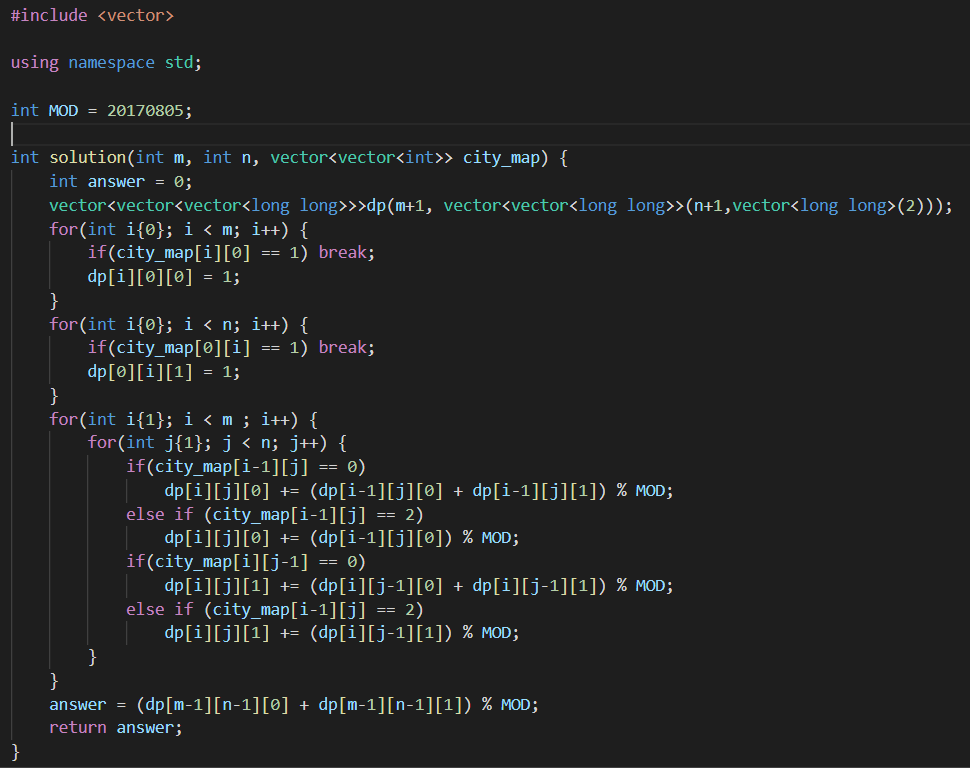 #include <vector>
using namespace std;
int MOD = 20170805;
int solution(int m, int n, vector<vector<int>> city_map) {
    int answer = 0;
    vector<vector<vector<long long>>>dp(m+1, vector<vector<long long>>(n+1,vector<long long>(2)));
    for(int i{0}; i < m; i++) {
        if(city_map[i][0] == 1) break;
        dp[i][0][0] = 1;
    }
    for(int i{0}; i < n; i++) {
        if(city_map[0][i] == 1) break;
        dp[0][i][1] = 1;
    }
    for(int i{1}; i < m ; i++) {
        for(int j{1}; j < n; j++) {
            if(city_map[i-1][j] == 0)
                dp[i][j][0] += (dp[i-1][j][0] + dp[i-1][j][1]) % MOD;
            else if (city_map[i-1][j] == 2)
                dp[i][j][0] += (dp[i-1][j][0]) % MOD;
            if(city_map[i][j-1] == 0)
                dp[i][j][1] += (dp[i][j-1][0] + dp[i][j-1][1]) % MOD;
            else if (city_map[i-1][j] == 2)
                dp[i][j][1] += (dp[i][j-1][1]) % MOD;
        }
    }
    answer = (dp[m-1][n-1][0] + dp[m-1][n-1][1]) % MOD;
    return answer;
}